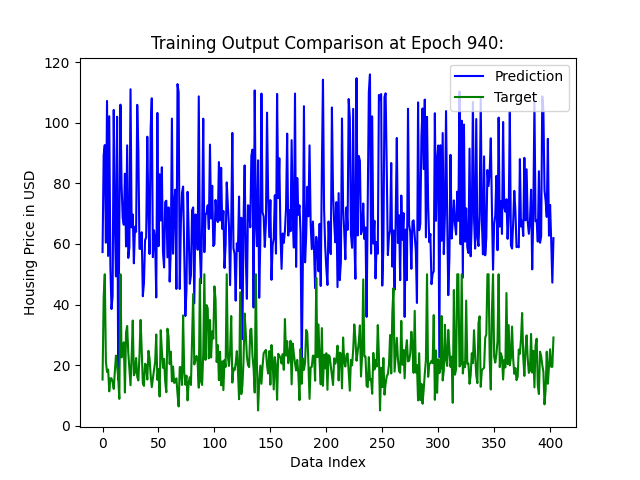 Training Output Comparison at Epoch 940:
120
100
80
60
40
20
0
Housing Price in USD
Prediction
Target
0 50 100 150 200 250 300 350 400
Data Index